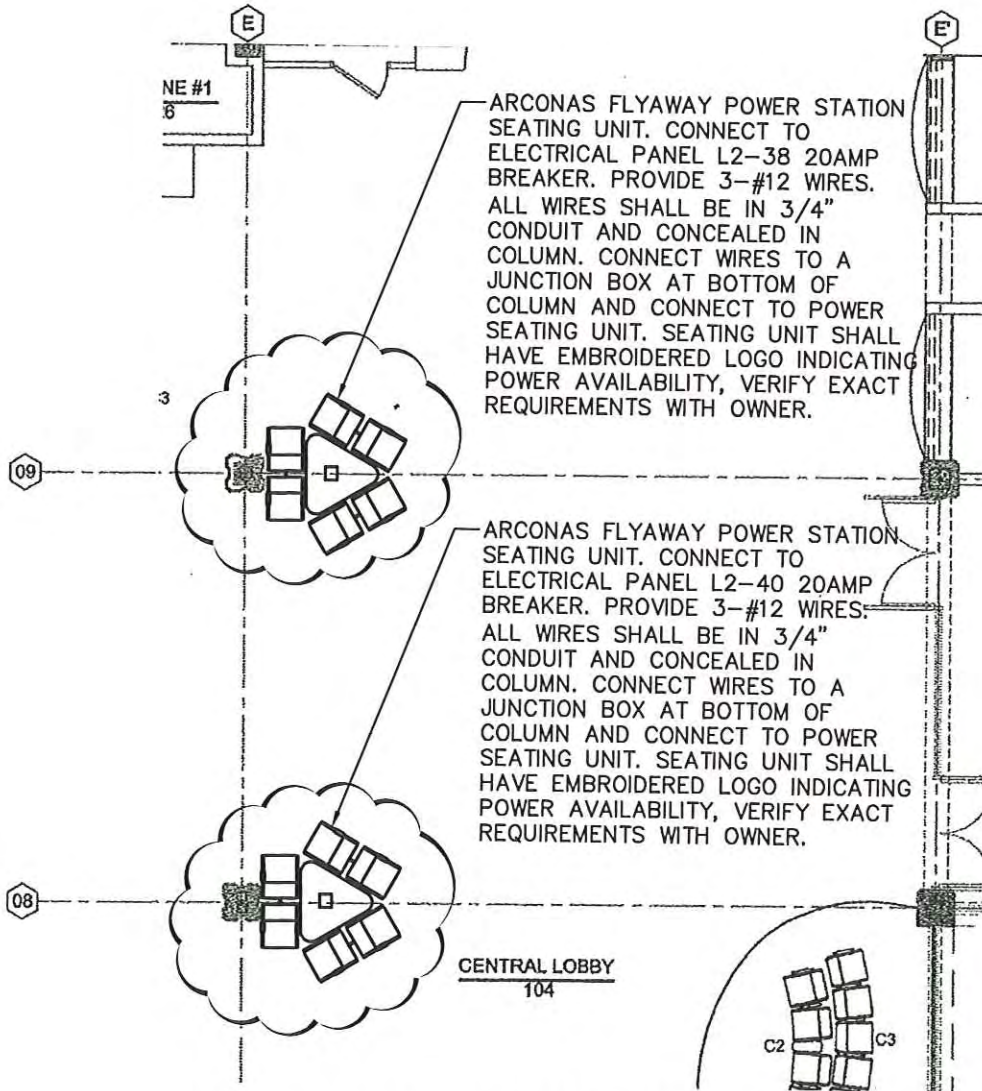 E
E'
NE #1
26
ARCONAS FLYAWAY POWER STATION
SEATING UNIT. CONNECT TO
ELECTRICAL PANEL L2-38 20AMP
BREAKER. PROVIDE 3-#12 WIRES.
ALL WIRES SHALL BE IN 3/4"
CONDUIT AND CONCEALED IN
COLUMN. CONNECT WIRES TO A
JUNCTION BOX AT BOTTOM OF
COLUMN AND CONNECT TO POWER
SEATING UNIT. SEATING UNIT SHALL
HAVE EMBROIDERED LOGO INDICATING
POWER AVAILABILITY, VERIFY EXACT
REQUIREMENTS WITH OWNER.
3
09
ARCONAS FLYAWAY POWER STATION
SEATING UNIT. CONNECT TO
ELECTRICAL PANEL L2-40 20AMP
BREAKER. PROVIDE 3-#12 WIRES.
ALL WIRES SHALL BE IN 3/4"
CONDUIT AND CONCEALED IN
COLUMN. CONNECT WIRES TO A
JUNCTION BOX AT BOTTOM OF
COLUMN AND CONNECT TO POWER
SEATING UNIT. SEATING UNIT SHALL
HAVE EMBROIDERED LOGO INDICATING
POWER AVAILABILITY, VERIFY EXACT
REQUIREMENTS WITH OWNER.
08
CENTRAL LOBBY
104
C2
C3